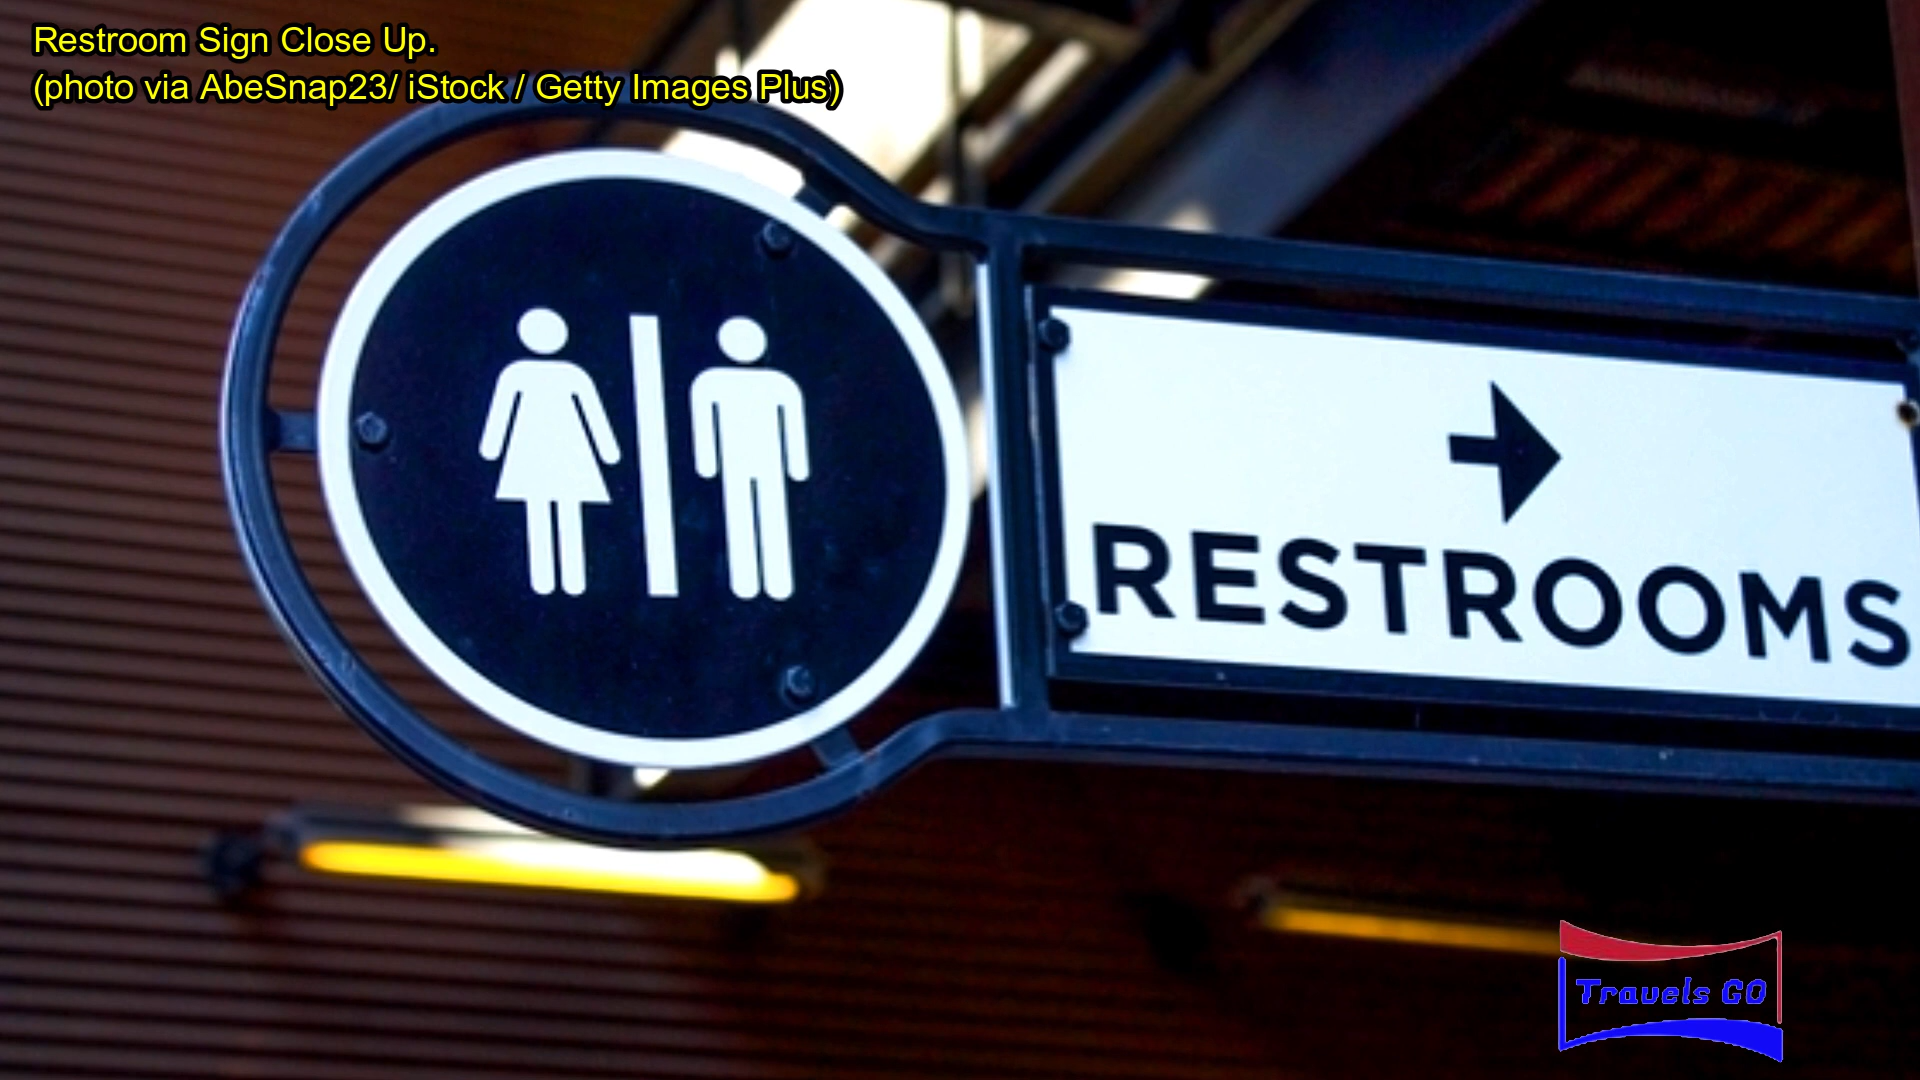 Restroom Sign Close Up.
(photo via AbeSnap23/ iStock / Getty Images Plus)
RESTROOMS
Travels GO